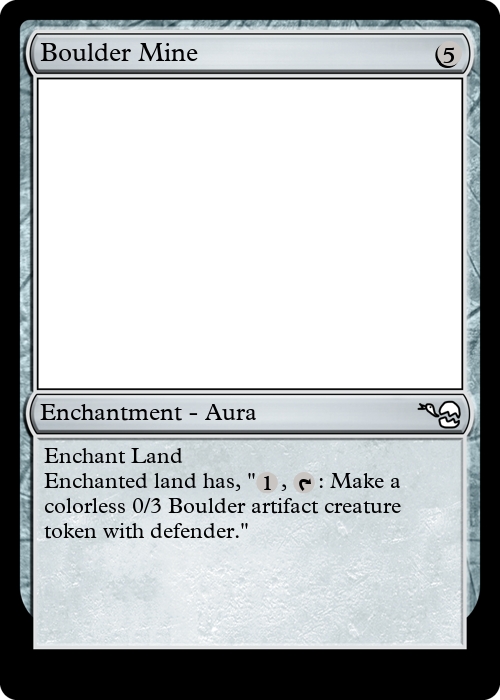 Boulder Mine 5
Enchantment - Aura
Enchant Land
Enchanted land has, "1, : Make a
colorless 0/3 Boulder artifact creature
token with defender."